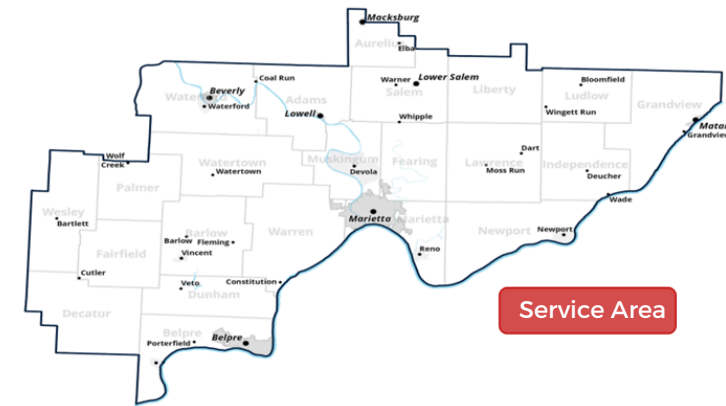 Macksburg
Aurelius
Elba
Coal Run
Warner
Lower Salem
Bloomfield
Beverly
Salem
Liberty
Ludlow
Waterford
Adams
Grandview
Lowell
Wingett Run
Whipple
Grandview
Wolf
Creek
Dart
Watertown
Muskingum
Fearing
Lawrence
Independence
Watertown
Devola
Moss Run
Deucher
Palmer
Wade
Wesley
Bartlett
Marietta
Marietta
Barlow
Warren
Newport
Newport
Barlow
Fleming
Fairfield
Vincent
Reno
Cutler
Veto
Constitution
Dunham
Decatur
Service Area
Belpre
Porterfield
Belpre